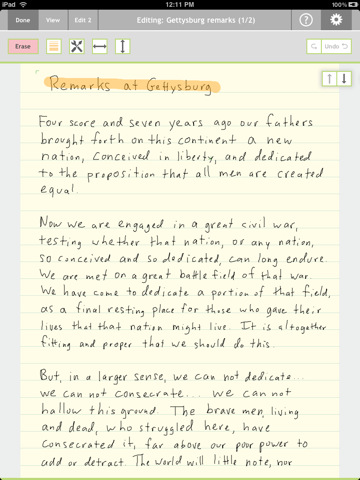 iPad 12:11 PM 100%
Done View Edit 2 Editing: Gettysburg remarks (1/2) ?
Erase Undo
Remarks at Gettysburg
Four score and seven years ago our fathers
brought forth on this continent a new
nation, conceived in liberty, and dedicated
to the proposition that all men are created
equal.
Now we are engaged in a great civil war,
testing whether that nation, or any nation,
so conceived and so dedicated, can long endure.
We are met on a great battle field of that war.
We have come to dedicate a portion of that field,
as a final resting place for those who gave their
lives that that nation might live. It is altogether
fitting and proper that we should do this.
But, in a larger sense, we can not dedicate...
we can not consecrate... we can not
hallow this ground. The brave men, living
and dead, who struggled here, have
consecrated it, far above our poor power to
add or detract. The world will little note, nor